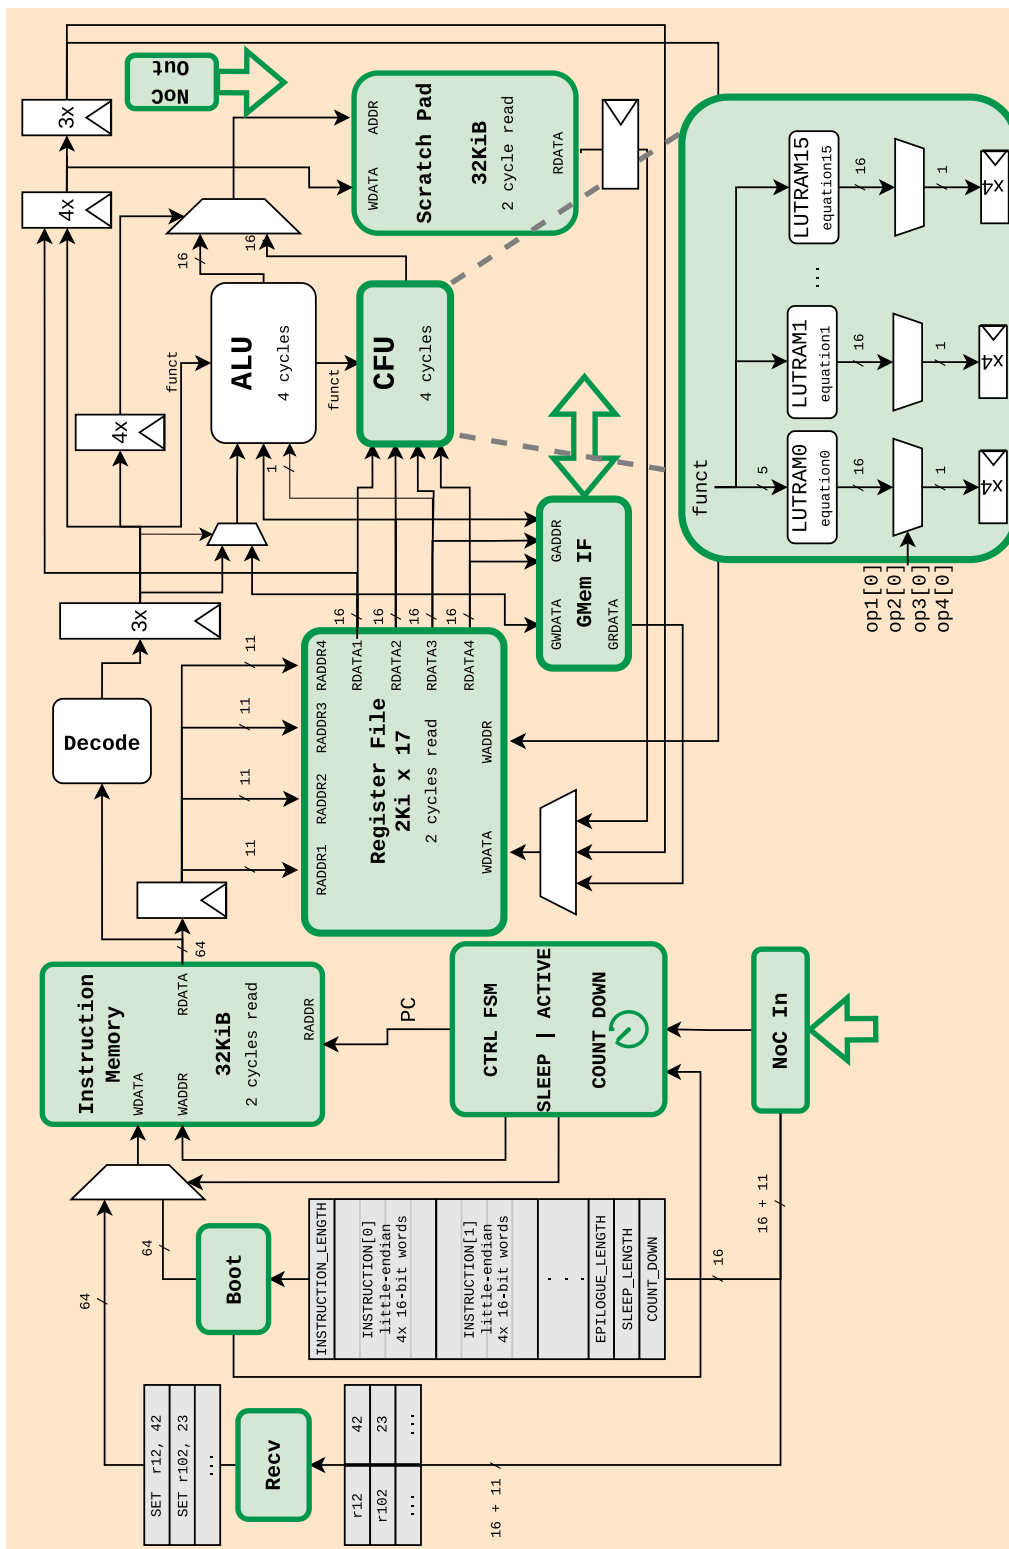 SET r12, 42
SET r102, 23
...
Recv
r12 42
r102 23
... ...
16 + 11
64
64
Boot
INSTRUCTION_LENGTH
INSTRUCTION[0]
little-endian
4x 16-bit words
INSTRUCTION[1]
little-endian
4x 16-bit words
. . .
EPILOGUE_LENGTH
SLEEP_LENGTH
COUNT_DOWN
16
16 + 11
Instruction
Memory
WDATA
WADDR
RDATA
32KiB
2 cycles read
RADDR
PC
CTRL FSM
SLEEP | ACTIVE
COUNT DOWN
NoC In
64
Decode
11
11
11
11
RADDR1
RADDR2
RADDR3
RADDR4
Register File
2Ki x 17
2 cycles read
RDATA1
RDATA2
RDATA3
RDATA4
WDATA
WADDR
16
16
16
16
3x
4x
4x
3x
funct
1
ALU
4 cycles
funct
CFU
4 cycles
16
16
GWDATA
GADDR
GMem IF
GRDATA
NoC
Out
WDATA
ADDR
Scratch Pad
32KiB
2 cycle read
RDATA
funct
5
LUTRAM0
equation0
16
1
x4
LUTRAM1
equation1
16
1
x4
...
LUTRAM15
equation15
16
1
x4
op1[0]
op2[0]
op3[0]
op4[0]